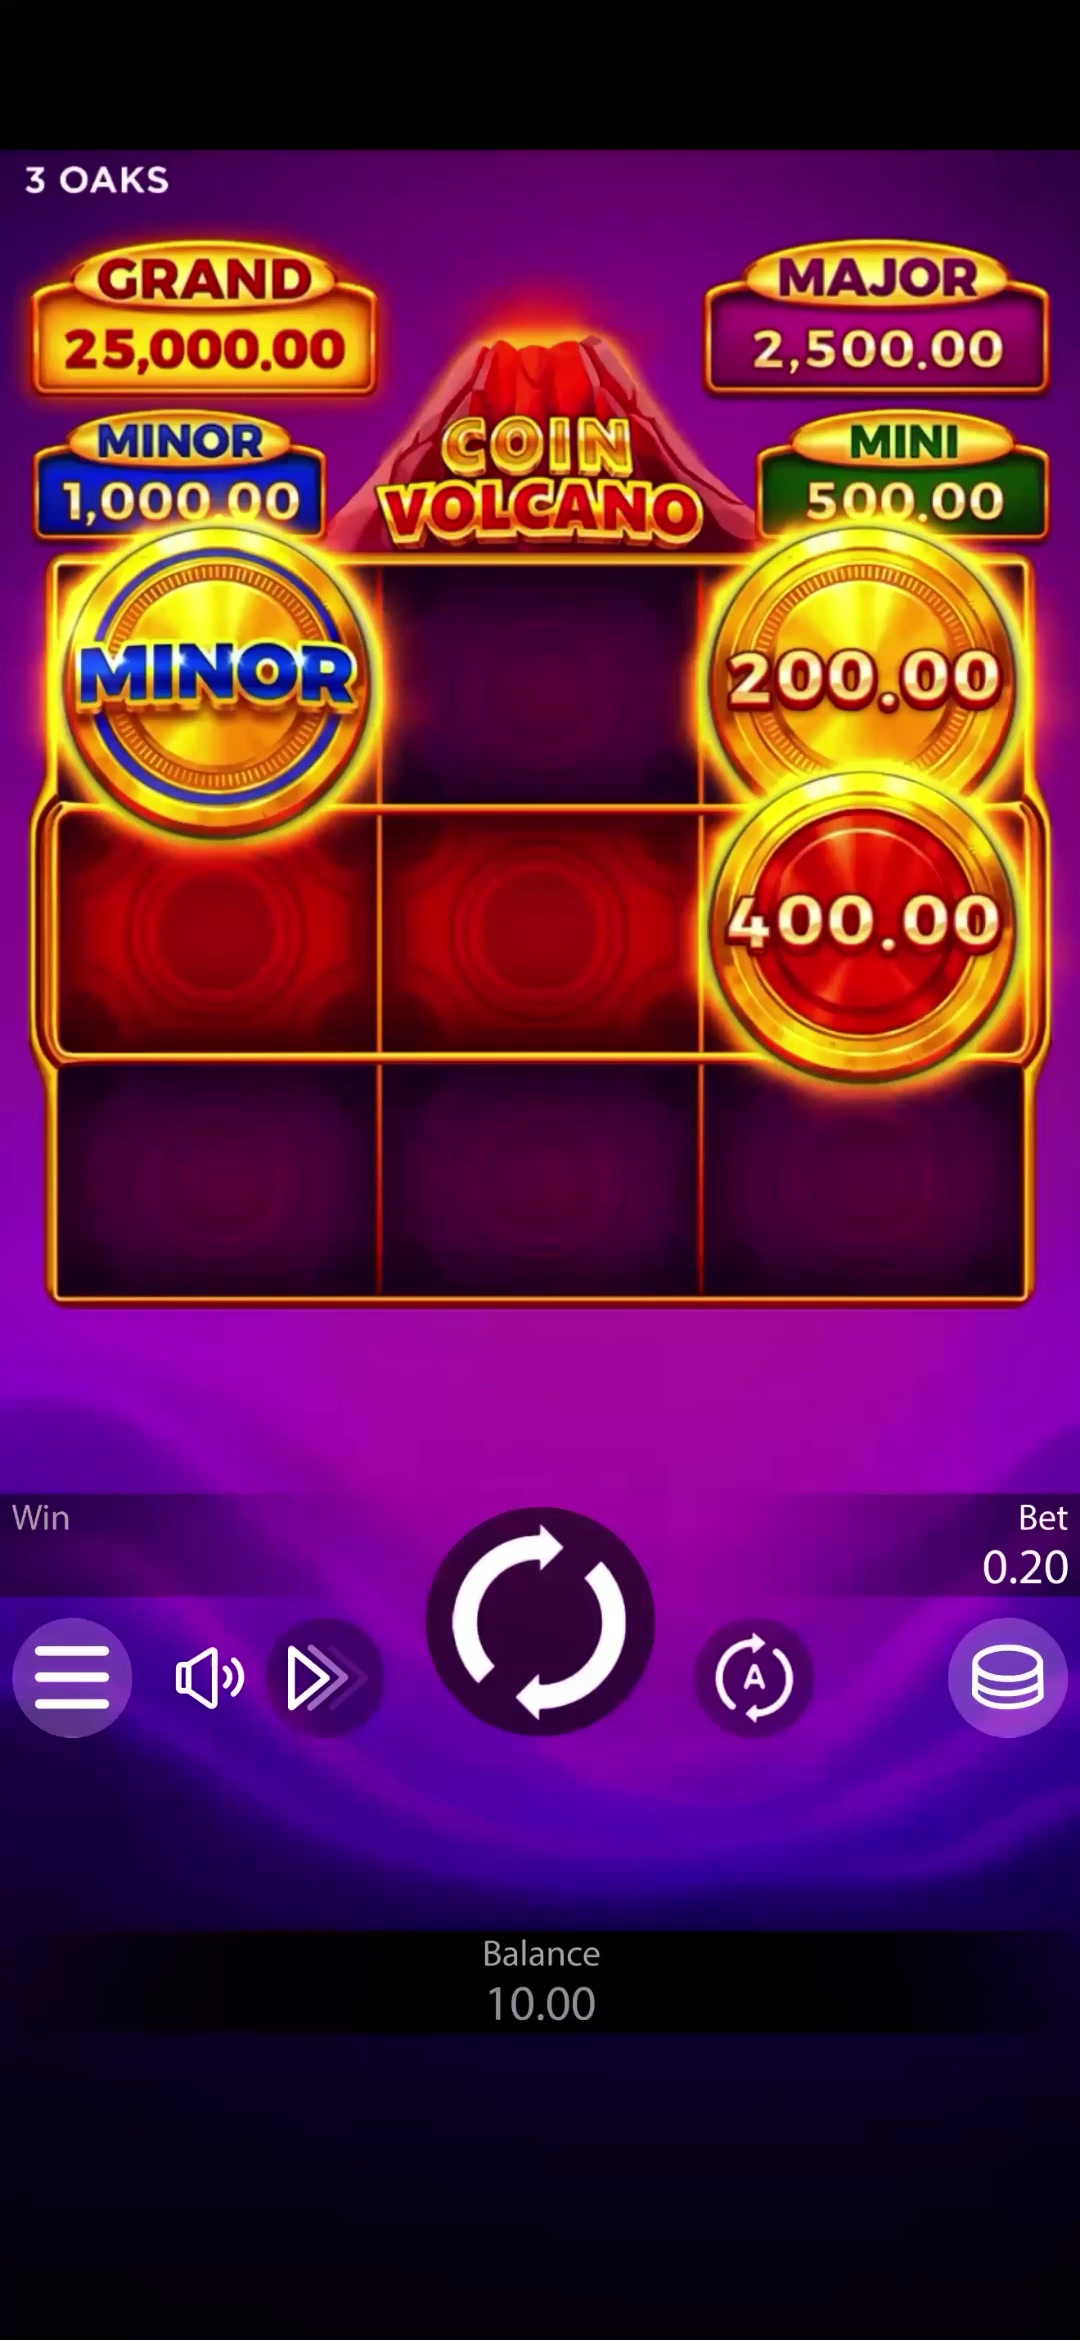 3 OAKS
GRAND
25,000.00
MAJOR
2,500.00
MINOR
1,000.00
MINI
500.00
COIN
VOLCANO
MINOR
200.00
400.00
Win
Bet
0.20
A
Balance
10.00